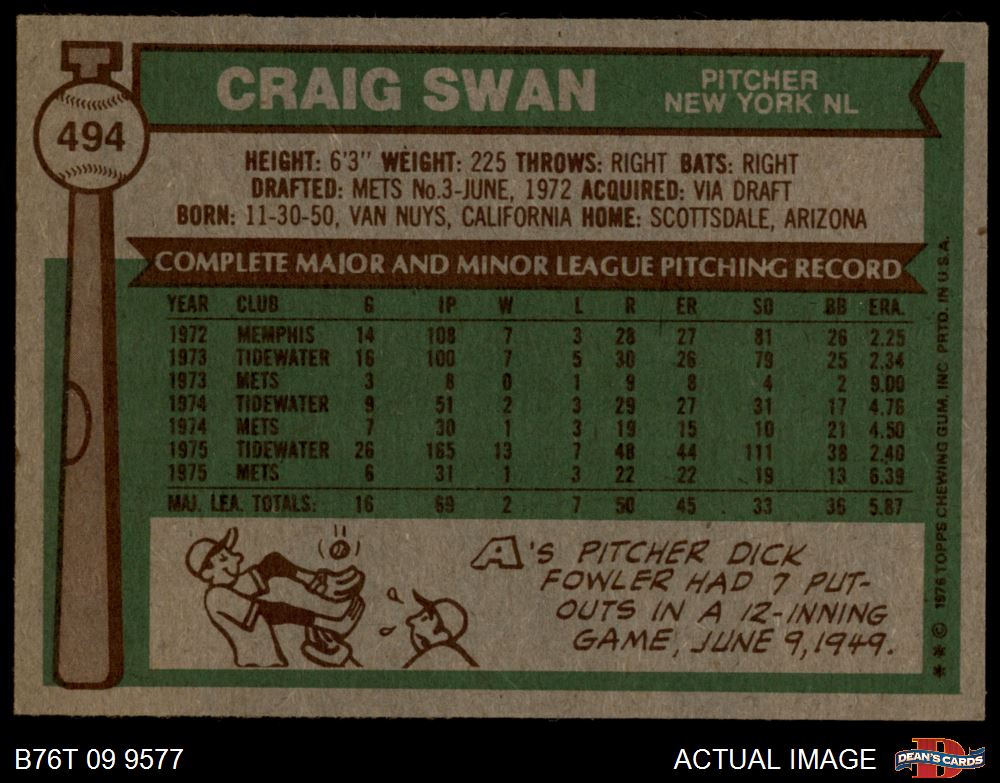 494
CRAIG SWAN
PITCHER
NEW YORK NL
HEIGHT: 6'3" WEIGHT: 225 THROWS: RIGHT BATS: RIGHT
DRAFTED: METS No.3-JUNE, 1972 ACQUIRED: VIA DRAFT
BORN: 11-30-50, VAN NUYS, CALIFORNIA HOME: SCOTTSDALE, ARIZONA
COMPLETE MAJOR AND MINOR LEAGUE PITCHING RECORD
YEAR CLUB G IP W L R ER SO BB ERA.
1972 MEMPHIS 14 108 7 3 28 27 81 26 2.25
1973 TIDEWATER 16 100 7 5 30 26 79 25 2.34
1973 METS 3 8 0 1 9 8 4 2 9.00
1974 TIDEWATER 9 51 2 3 29 27 31 17 4.76
1974 METS 7 30 1 3 19 15 10 21 4.50
1975 TIDEWATER 26 165 13 7 48 44 111 38 2.40
1975 METS 6 31 1 3 22 22 19 13 6.39
MAJ. LEA. TOTALS: 16 69 2 7 50 45 33 36 5.87
A'S PITCHER DICK
FOWLER HAD 7 PUT-
OUTS IN A 12-INNING
GAME, JUNE 9, 1949.
* * © 1976 TOPPS CHEWING GUM, INC PRTD. IN U.S.A.
B76T 09 9577
ACTUAL IMAGE
DEAN'S CARDS